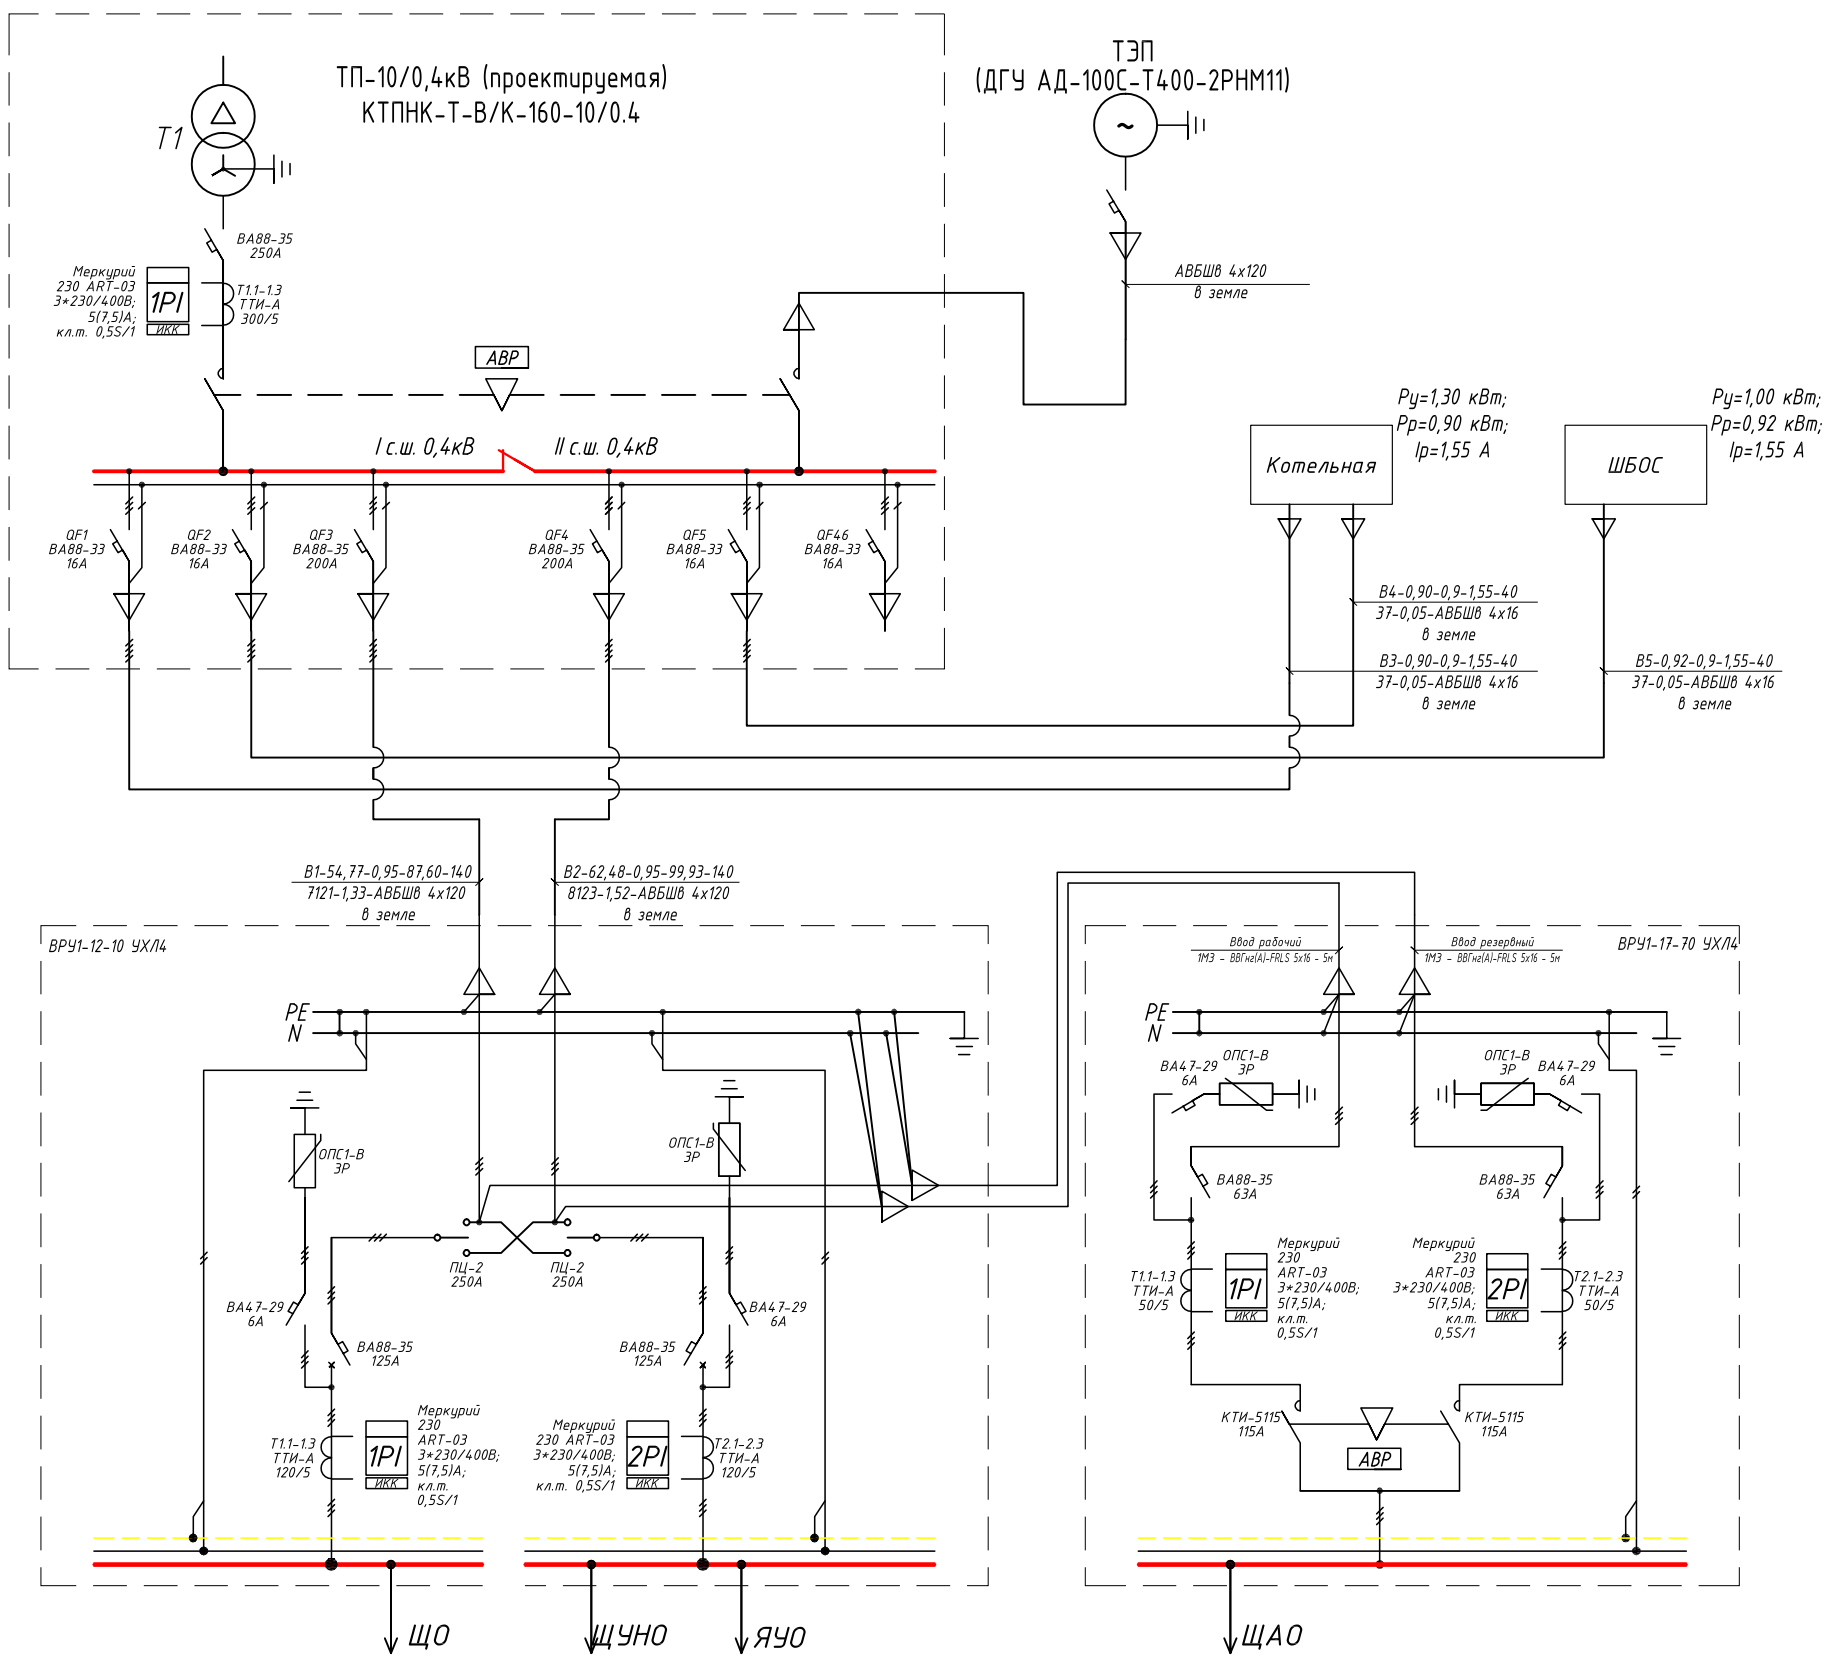 ТП-10/0,4кВ (проектируемая)
КТПНК-Т-В/К-160-10/0.4
Т1
ВА88-35
250А
Меркурий
230 ART-03
3*230/400В;
5(7,5)А;
кл.т. 0,5S/1
1PI
ИКК
Т1.1-1.3
ТТИ-А
300/5
АВР
I с.ш. 0,4кВ
II с.ш. 0,4кВ
ТЭП
(ДГУ АД-100С-Т400-2РНМ11)
~
АВБШв 4х120
в земле
QF1
ВА88-33
16А
QF2
ВА88-33
16А
QF3
ВА88-35
200А
QF4
ВА88-35
200А
QF5
ВА88-33
16А
QF46
ВА88-33
16А
Ру=1,30 кВт;
Рр=0,90 кВт;
Iр=1,55 А
Котельная
Ру=1,00 кВт;
Рр=0,92 кВт;
Iр=1,55 А
ШБОС
В4-0,90-0,9-1,55-40
37-0,05-АВБШв 4х16
в земле
В3-0,90-0,9-1,55-40
37-0,05-АВБШв 4х16
в земле
В5-0,92-0,9-1,55-40
37-0,05-АВБШв 4х16
в земле
В1-54,77-0,95-87,60-140
7121-1,33-АВБШв 4х120
в земле
В2-62,48-0,95-99,93-140
8123-1,52-АВБШв 4х120
в земле
ВРУ1-12-10 УХЛ4
PE
N
ОПС1-В
3Р
ОПС1-В
3Р
ПЦ-2
250А
ПЦ-2
250А
ВА47-29
6А
ВА88-35
125А
ВА88-35
125А
ВА47-29
6А
Т1.1-1.3
ТТИ-А
120/5
1PI
ИКК
Меркурий
230
ART-03
3*230/400В;
5(7,5)А;
кл.т.
0,5S/1
Меркурий
230 ART-03
3*230/400В;
5(7,5)А;
кл.т. 0,5S/1
2PI
ИКК
Т2.1-2.3
ТТИ-А
120/5
ЩО
ЩУНО
ЯУО
ВРУ1-17-70 УХЛ4
Ввод рабочий
1М3 - ВВГнг(А)-FRLS 5х16 - 5м
Ввод резервный
1М3 - ВВГнг(А)-FRLS 5х16 - 5м
PE
N
ВА47-29
6А
ОПС1-В
3Р
ОПС1-В
3Р
ВА47-29
6А
ВА88-35
63А
ВА88-35
63А
Т1.1-1.3
ТТИ-А
50/5
1PI
ИКК
Меркурий
230
ART-03
3*230/400В;
5(7,5)А;
кл.т.
0,5S/1
Меркурий
230
ART-03
3*230/400В;
5(7,5)А;
кл.т.
0,5S/1
2PI
ИКК
Т2.1-2.3
ТТИ-А
50/5
КТИ-5115
115А
АВР
КТИ-5115
115А
ЩАО